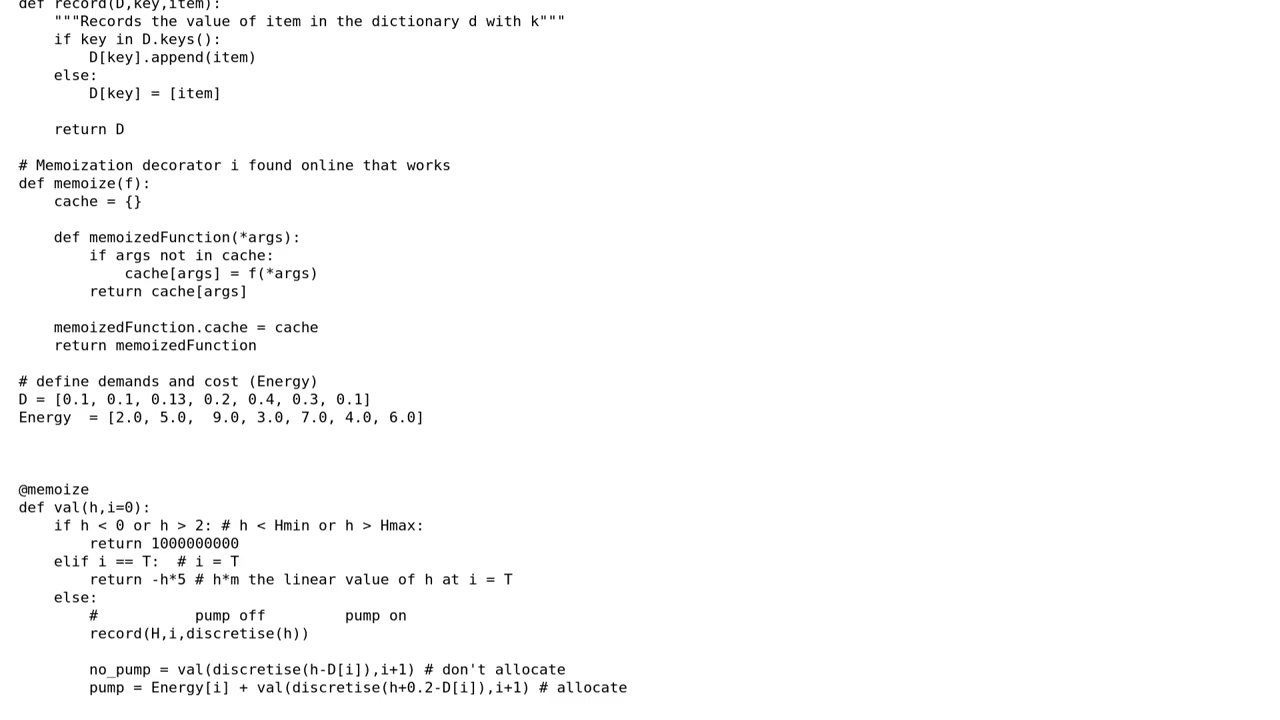 def record(D,key,item):
    """Records the value of item in the dictionary d with k"""
    if key in D.keys():
        D[key].append(item)
    else:
        D[key] = [item]

    return D

# Memoization decorator i found online that works
def memoize(f):
    cache = {}

    def memoizedFunction(*args):
        if args not in cache:
            cache[args] = f(*args)
        return cache[args]

    memoizedFunction.cache = cache
    return memoizedFunction

# define demands and cost (Energy)
D = [0.1, 0.1, 0.13, 0.2, 0.4, 0.3, 0.1]
Energy  = [2.0, 5.0,  9.0, 3.0, 7.0, 4.0, 6.0]

@memoize
def val(h,i=0):
    if h < 0 or h > 2: # h < Hmin or h > Hmax:
        return 1000000000
    elif i == T:  # i = T
        return -h*5 # h*m the linear value of h at i = T
    else:
        #           pump off         pump on
        record(H,i,discretise(h))

        no_pump = val(discretise(h-D[i]),i+1) # don't allocate
        pump = Energy[i] + val(discretise(h+0.2-D[i]),i+1) # allocate